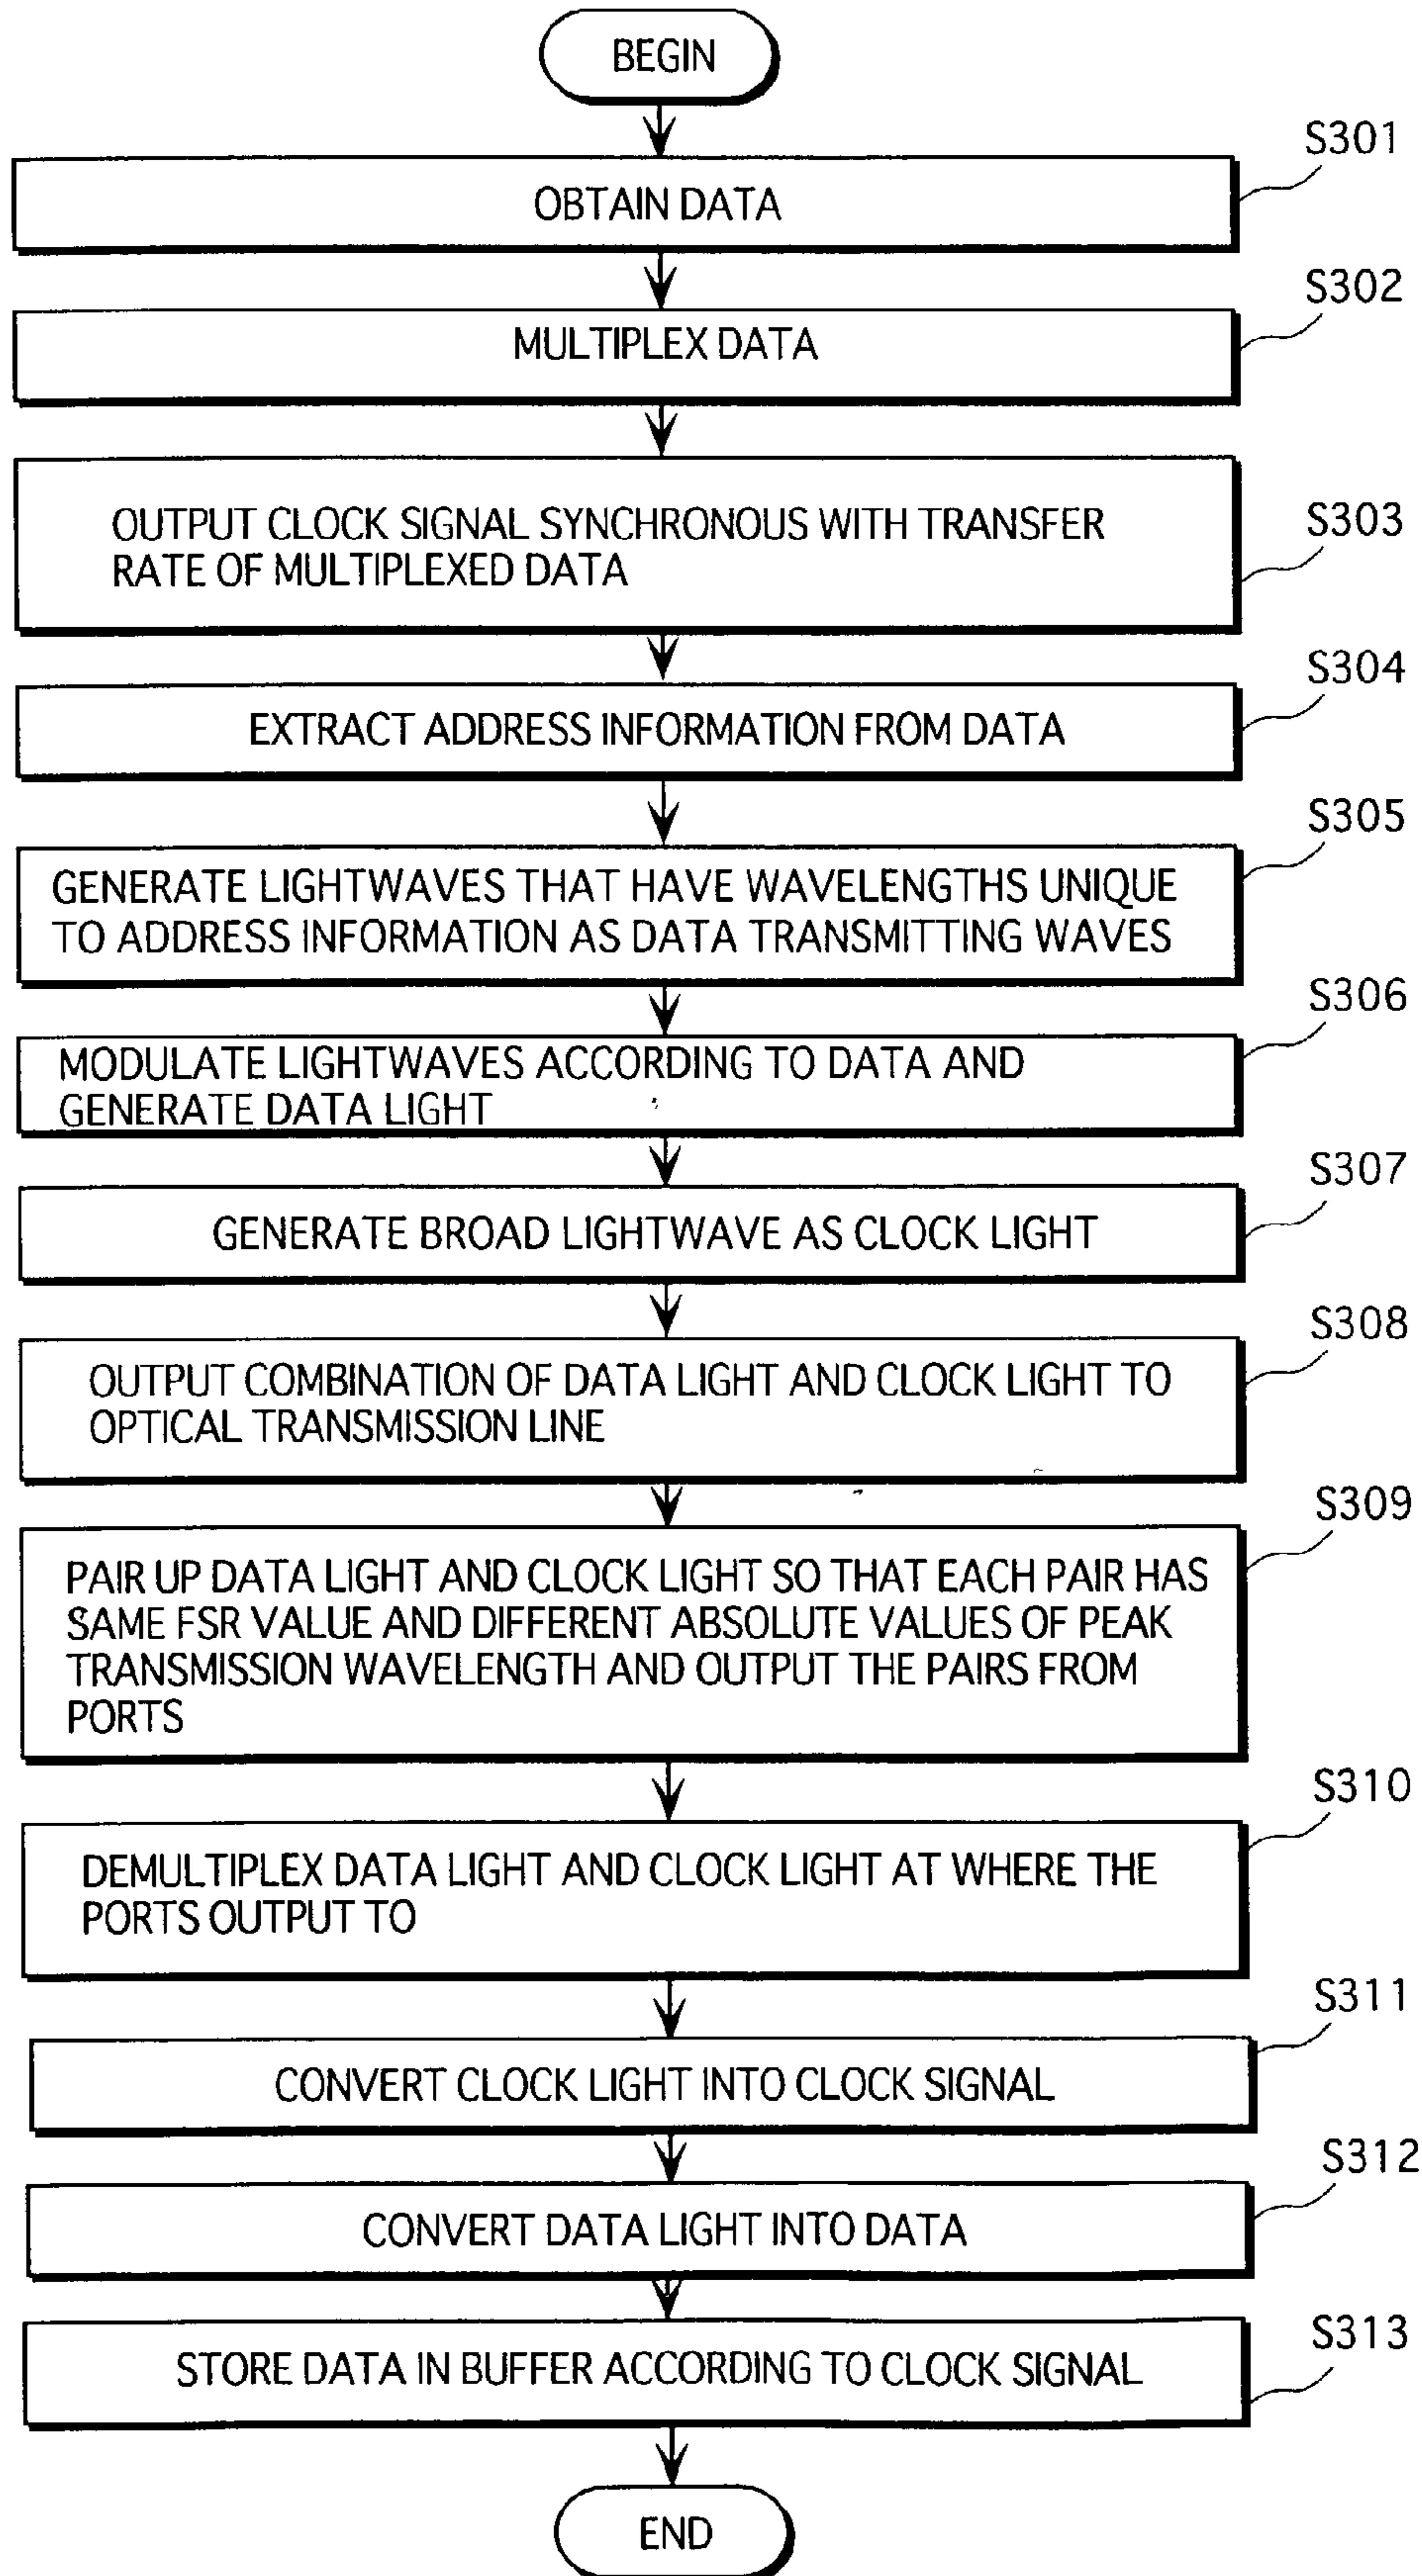 BEGIN
S301
OBTAIN DATA
S302
MULTIPLEX DATA
S303
OUTPUT CLOCK SIGNAL SYNCHRONOUS WITH TRANSFER
RATE OF MULTIPLEXED DATA
S304
EXTRACT ADDRESS INFORMATION FROM DATA
S305
GENERATE LIGHTWAVES THAT HAVE WAVELENGTHS UNIQUE
TO ADDRESS INFORMATION AS DATA TRANSMITTING WAVES
S306
MODULATE LIGHTWAVES ACCORDING TO DATA AND
GENERATE DATA LIGHT
S307
GENERATE BROAD LIGHTWAVE AS CLOCK LIGHT
S308
OUTPUT COMBINATION OF DATA LIGHT AND CLOCK LIGHT TO
OPTICAL TRANSMISSION LINE
S309
PAIR UP DATA LIGHT AND CLOCK LIGHT SO THAT EACH PAIR HAS
SAME FSR VALUE AND DIFFERENT ABSOLUTE VALUES OF PEAK
TRANSMISSION WAVELENGTH AND OUTPUT THE PAIRS FROM
PORTS
S310
DEMULTIPLEX DATA LIGHT AND CLOCK LIGHT AT WHERE THE
PORTS OUTPUT TO
S311
CONVERT CLOCK LIGHT INTO CLOCK SIGNAL
S312
CONVERT DATA LIGHT INTO DATA
S313
STORE DATA IN BUFFER ACCORDING TO CLOCK SIGNAL
END